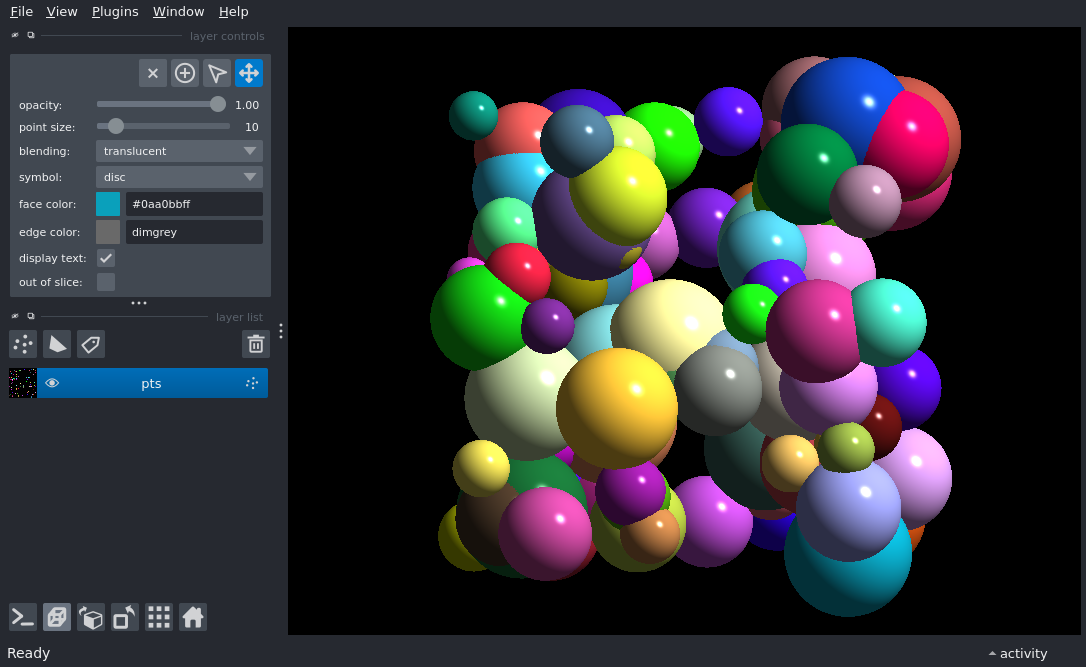 File View Plugins Window Help
layer controls
opacity: 1.00
point size: 10
blending: translucent
symbol: disc
face color: #0aa0bbff
edge color: dimgrey
display text:
out of slice:
layer list
pts
Ready
activity